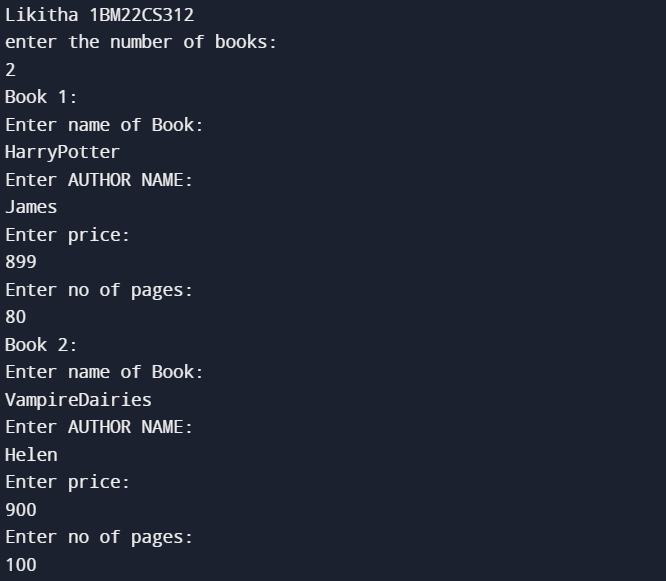 Likitha 1BM22CS312
enter the number of books:
2
Book 1:
Enter name of Book:
HarryPotter
Enter AUTHOR NAME:
James
Enter price:
899
Enter no of pages:
80
Book 2:
Enter name of Book:
VampireDairies
Enter AUTHOR NAME:
Helen
Enter price:
900
Enter no of pages:
100